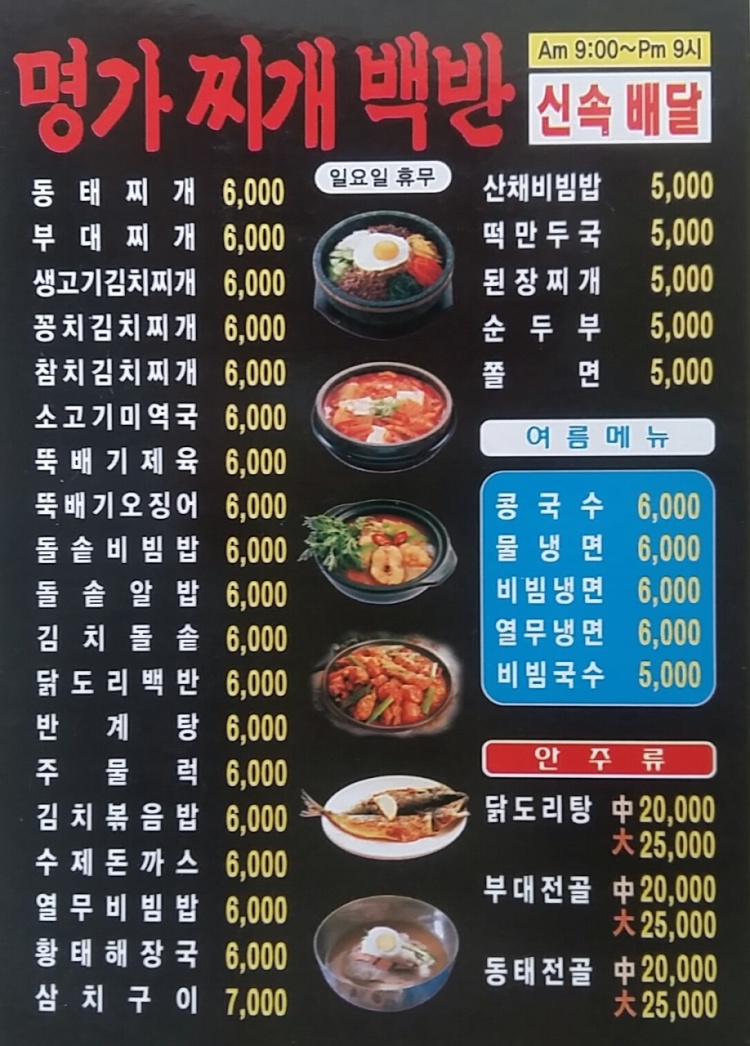 명가 찌개 백반
Am 9:00~Pm 9시
신속 배달
일요일 휴무
동태찌개 6,000
부대찌개 6,000
생고기김치찌개 6,000
꽁치김치찌개 6,000
참치김치찌개 6,000
소고기미역국 6,000
뚝배기제육 6,000
뚝배기오징어 6,000
돌솥비빔밥 6,000
돌솥알밥 6,000
김치돌솥 6,000
닭도리백반 6,000
반계탕 6,000
주물럭 6,000
김치볶음밥 6,000
수제돈까스 6,000
열무비빔밥 6,000
황태해장국 6,000
삼치구이 7,000
산채비빔밥 5,000
떡만두국 5,000
된장찌개 5,000
순두부 5,000
쫄면 5,000
여름메뉴
콩국수 6,000
물냉면 6,000
비빔냉면 6,000
열무냉면 6,000
비빔국수 5,000
안주류
닭도리탕 中 20,000
大 25,000
부대전골 中 20,000
大 25,000
동태전골 中 20,000
大 25,000